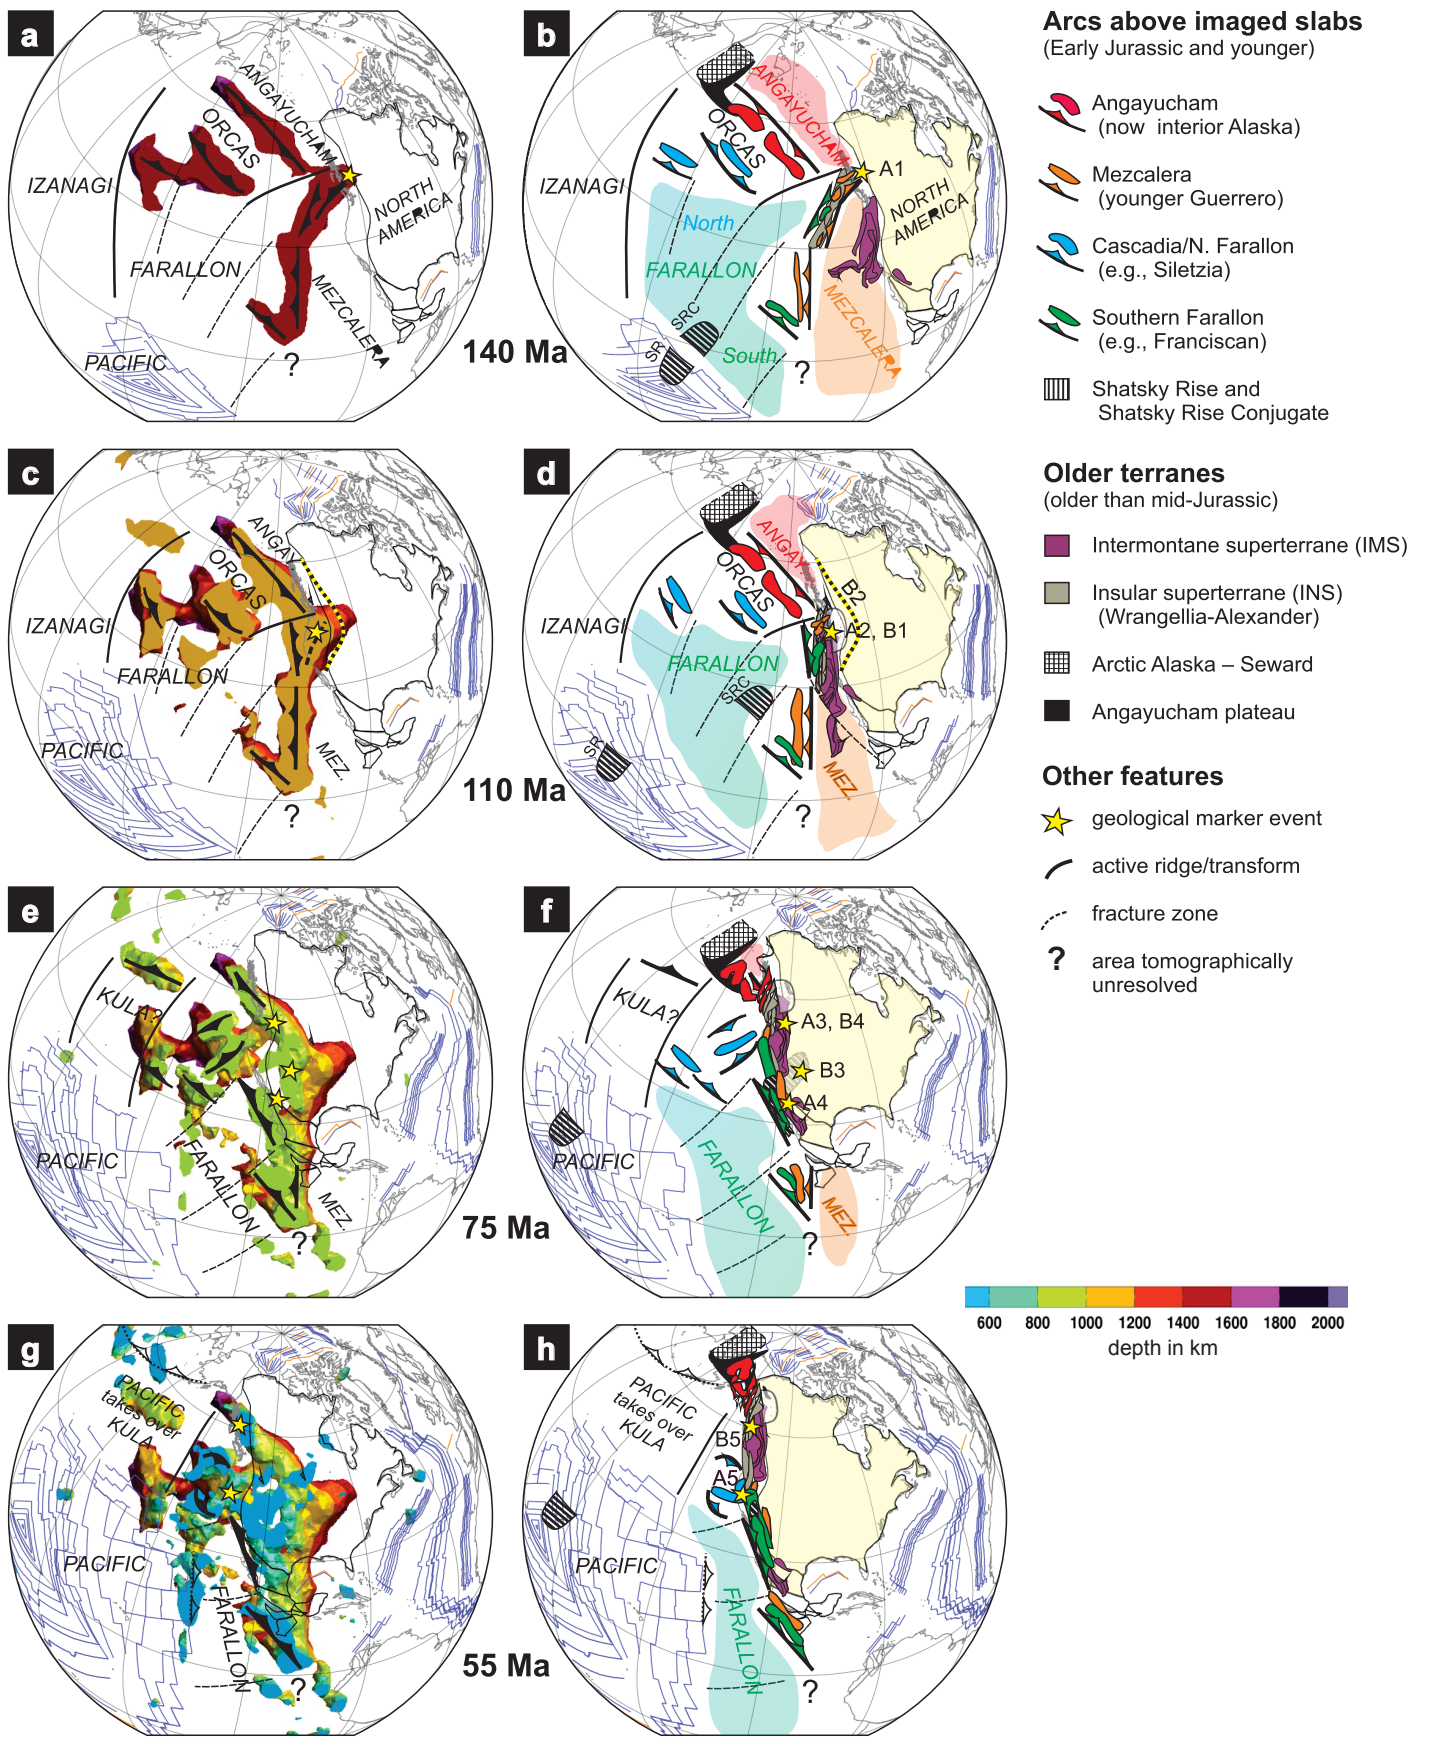 a
ANGAYUCHAM
ORCAS
IZANAGI
NORTH
AMERICA
FARALLON
MEZCALERA
PACIFIC
?
140 Ma
b
ANGAYUCHAM
ORCAS
A1
IZANAGI
NORTH
AMERICA
North
FARALLON
MEZCALERA
SRC
SR
South
?
c
ANGAY.
ORCAS
IZANAGI
FARALLON
PACIFIC
MEZ.
?
110 Ma
d
ANGAY.
ORCAS
B2
IZANAGI
A2, B1
FARALLON
SRC
SR
MEZ.
?
e
KULA?
PACIFIC
FARALLON
MEZ.
?
75 Ma
f
KULA?
A3, B4
B3
A4
PACIFIC
FARALLON
MEZ.
?
g
PACIFIC
takes over
KULA
PACIFIC
FARALLON
?
55 Ma
h
PACIFIC
takes over
KULA
B5
A5
PACIFIC
FARALLON
?
Arcs above imaged slabs
(Early Jurassic and younger)
Angayucham
(now interior Alaska)
Mezcalera
(younger Guerrero)
Cascadia/N. Farallon
(e.g., Siletzia)
Southern Farallon
(e.g., Franciscan)
Shatsky Rise and
Shatsky Rise Conjugate
Older terranes
(older than mid-Jurassic)
Intermontane superterrane (IMS)
Insular superterrane (INS)
(Wrangellia-Alexander)
Arctic Alaska – Seward
Angayucham plateau
Other features
geological marker event
active ridge/transform
fracture zone
? area tomographically
unresolved
600 800 1000 1200 1400 1600 1800 2000
depth in km